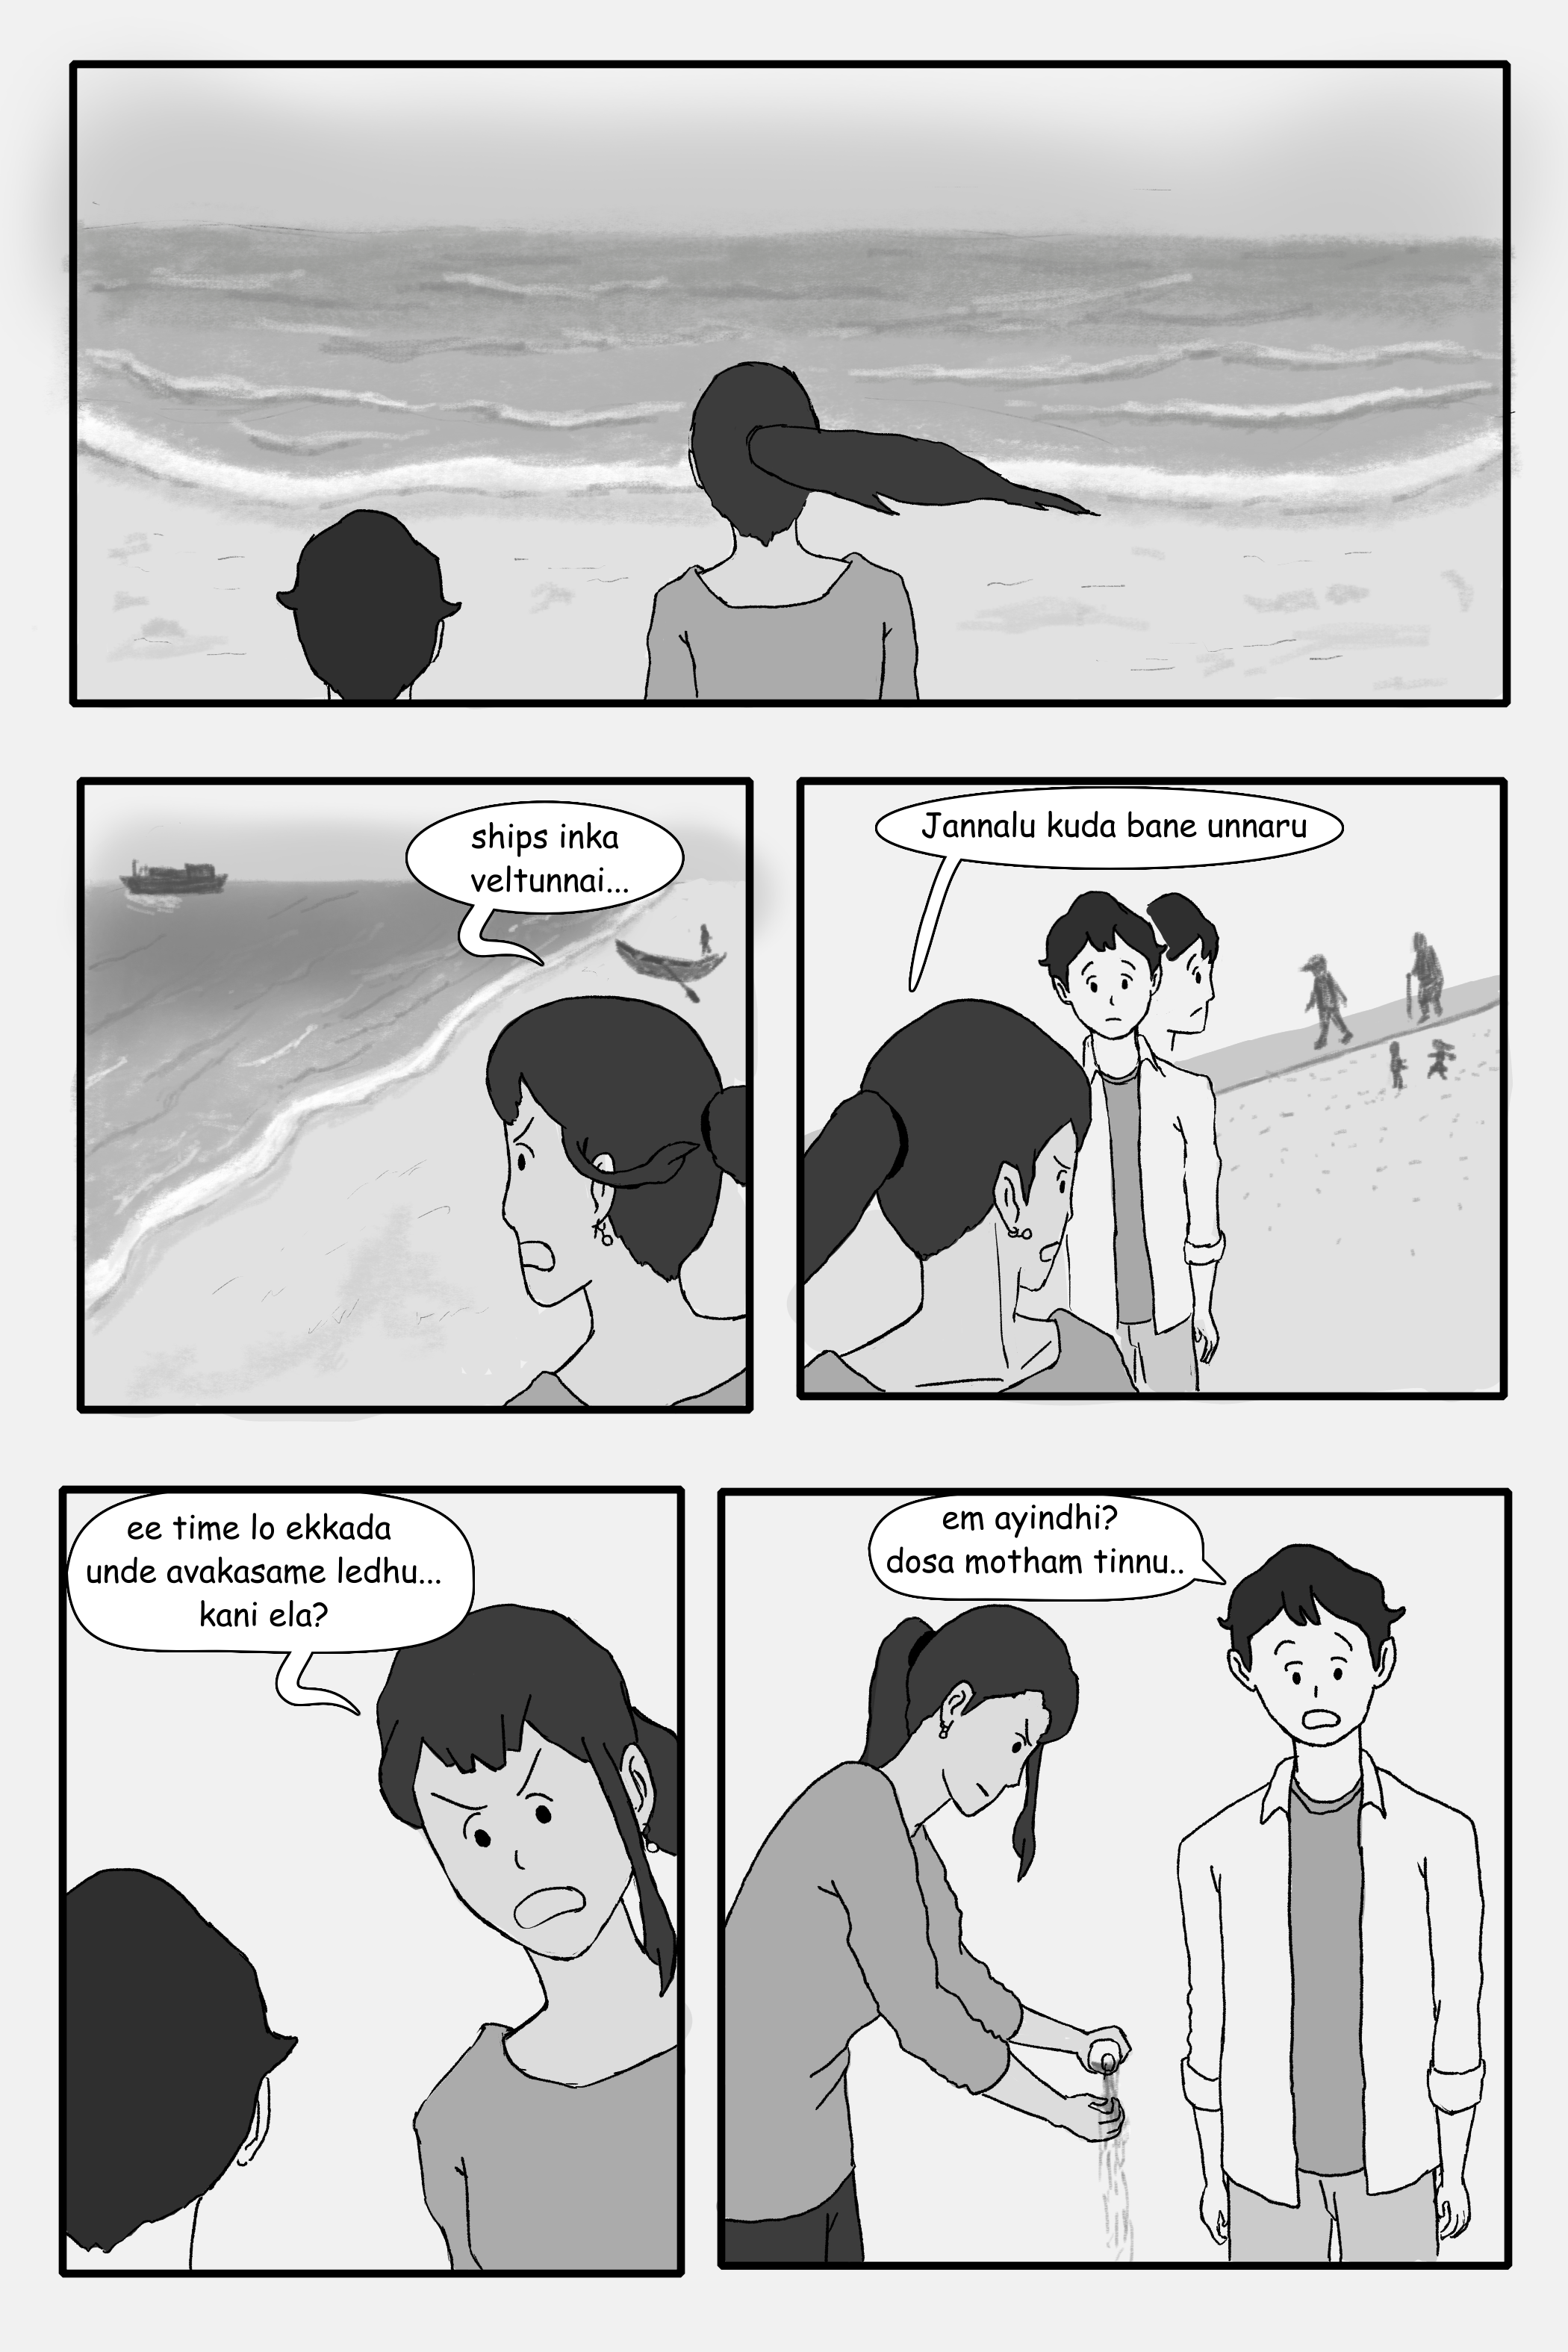 ships inka
veltunnai...
Jannalu kuda bane unnaru
ee time lo ekkada
unde avakasame ledhu...
kani ela?
em ayindhi?
dosa motham tinnu..